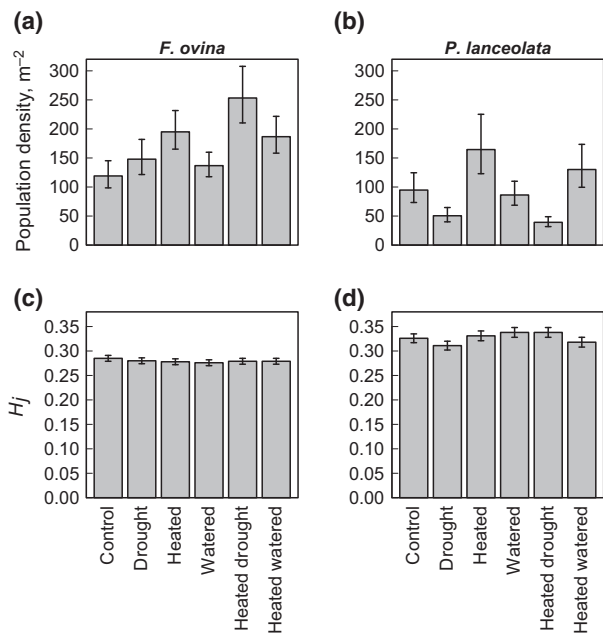 (a)
F. ovina
Population density, m−2
300
250
200
150
100
50
0
(b)
P. lanceolata
300
250
200
150
100
50
0
(c)
Hj
0.35
0.30
0.25
0.20
0.15
0.10
0.05
0.00
Control
Drought
Heated
Watered
Heated drought
Heated watered
(d)
0.35
0.30
0.25
0.20
0.15
0.10
0.05
0.00
Control
Drought
Heated
Watered
Heated drought
Heated watered